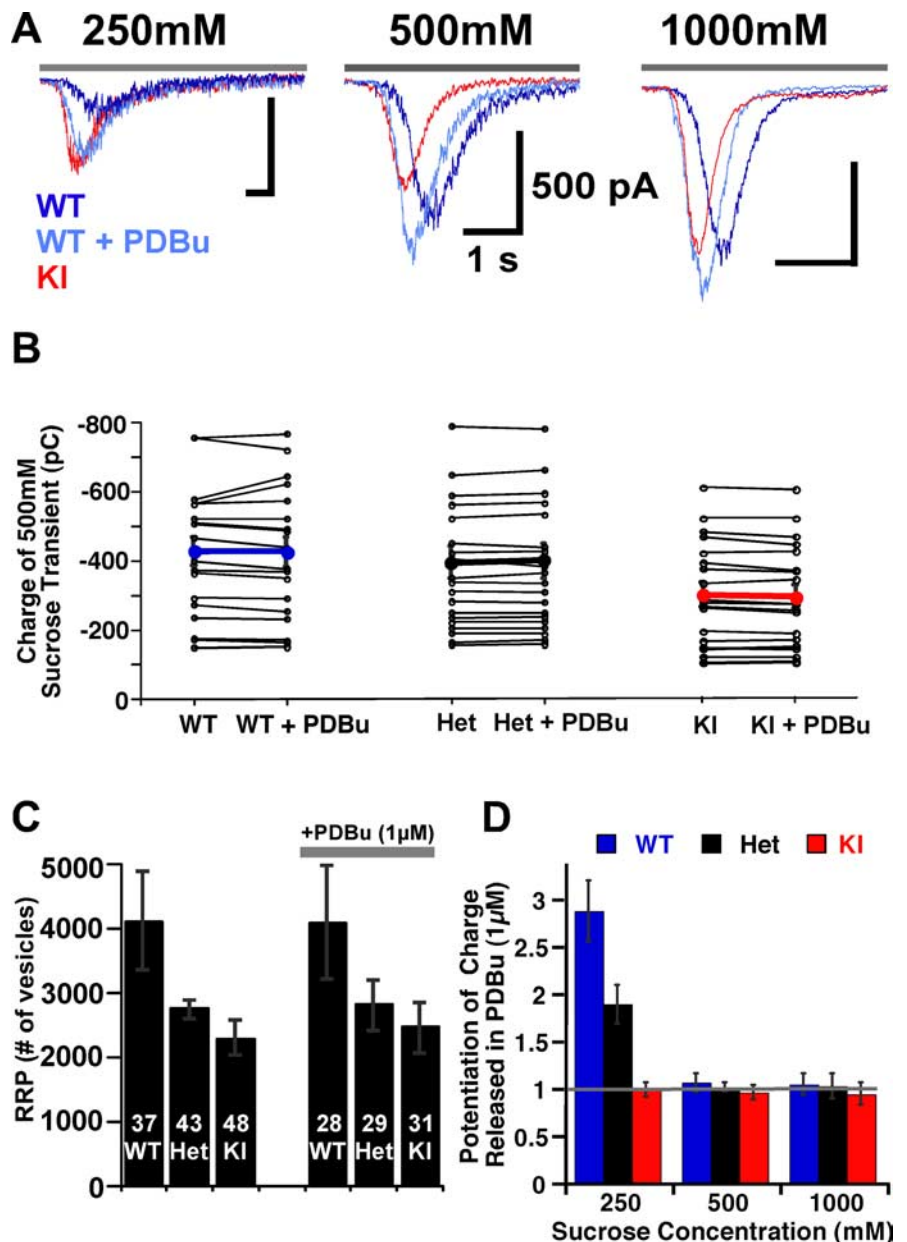 A
250mM 500mM 1000mM
WT
WT + PDBu
KI
500 pA
1 s
B
Charge of 500mM
Sucrose Transient (pC)
-800
-600
-400
-200
0
WT WT + PDBu Het Het + PDBu KI KI + PDBu
C
+PDBu (1µM)
RRP (# of vesicles)
5000
4000
3000
2000
1000
0
37 43 48 28 29 31
WT Het KI WT Het KI
D
WT Het KI
Potentiation of Charge
Released in PDBu (1µM)
3
2.5
2
1.5
1
0.5
0
250 500 1000
Sucrose Concentration (mM)